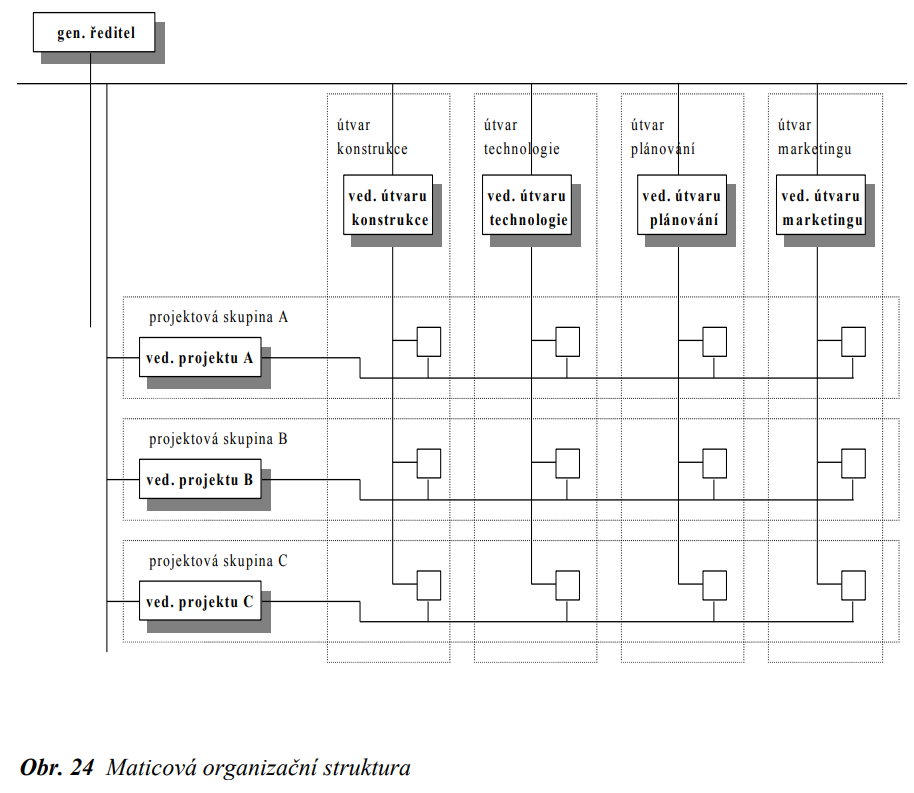 gen. ředitel
útvar
konstrukce
útvar
technologie
útvar
plánování
útvar
marketingu
ved. útvaru
konstrukce
ved. útvaru
technologie
ved. útvaru
plánování
ved. útvaru
marketingu
projektová skupina A
ved. projektu A
projektová skupina B
ved. projektu B
projektová skupina C
ved. projektu C
Obr. 24 Maticová organizační struktura